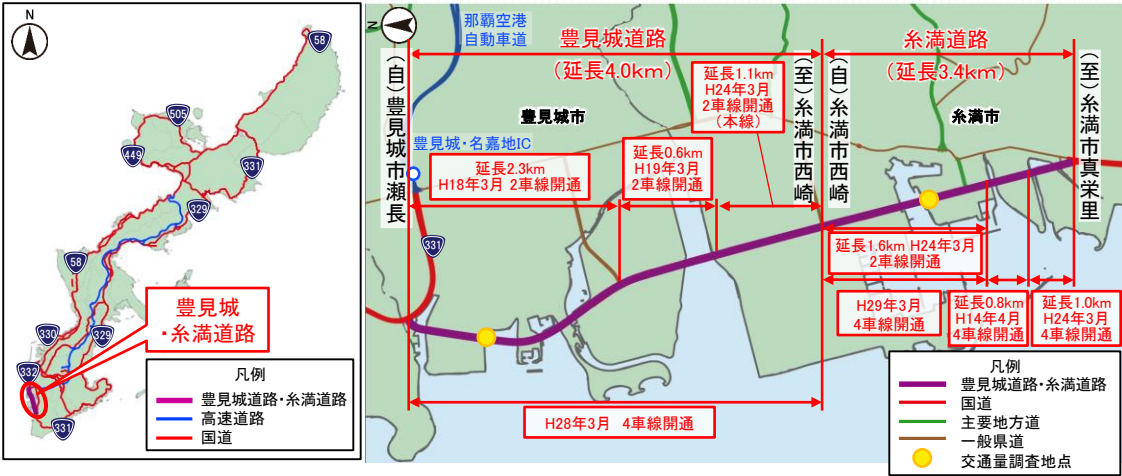 N
58
505
449
331
329
58
330
329
332
331
豊見城
・糸満道路
凡例
豊見城道路・糸満道路
高速道路
国道
N
那覇空港
自動車道
豊見城道路
(延長4.0km)
糸満道路
(延長3.4km)
(自)豊見城市瀬長
(至)糸満市西崎
(自)糸満市西崎
(至)糸満市真栄里
豊見城市
糸満市
豊見城・名嘉地IC
延長2.3km
H18年3月 2車線開通
延長0.6km
H19年3月
2車線開通
延長1.1km
H24年3月
2車線開通
(本線)
331
延長1.6km H24年3月
2車線開通
H29年3月
4車線開通
延長0.8km
H14年4月
4車線開通
延長1.0km
H24年3月
4車線開通
H28年3月 4車線開通
凡例
豊見城道路・糸満道路
国道
主要地方道
一般県道
交通量調査地点